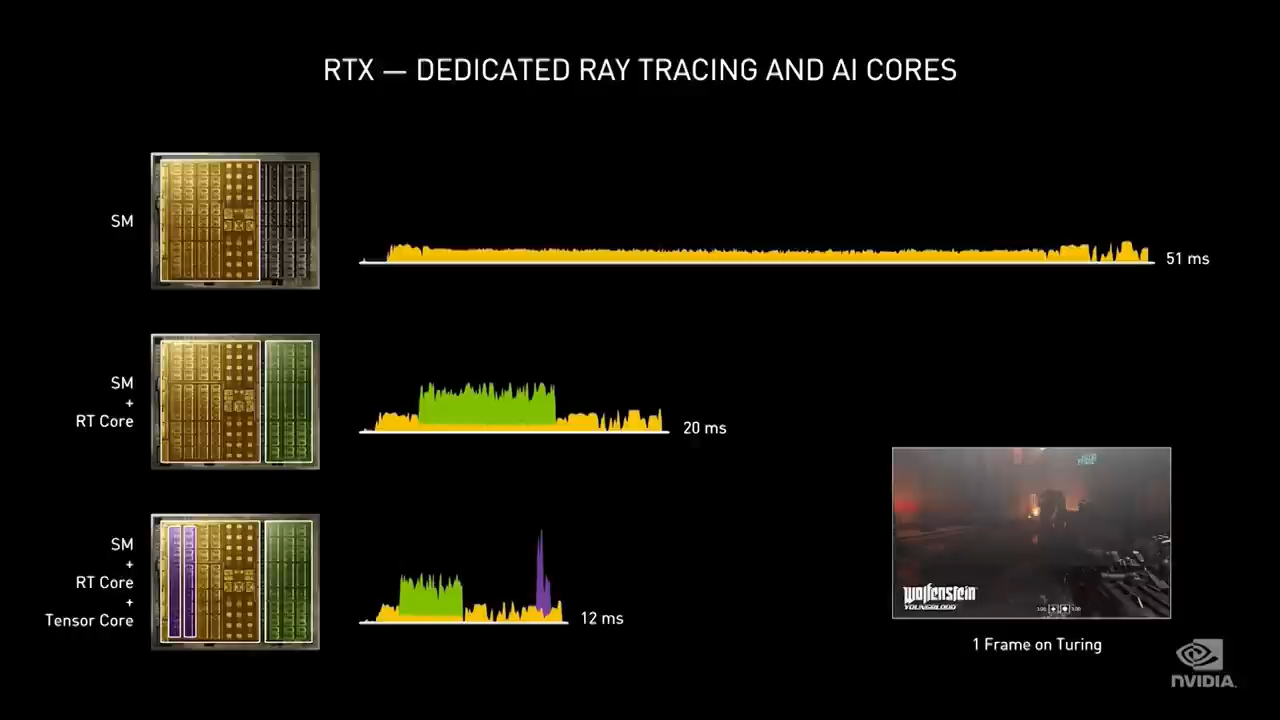 RTX — DEDICATED RAY TRACING AND AI CORES
SM
51 ms
SM
+
RT Core
20 ms
SM
+
RT Core
+
Tensor Core
12 ms
Wolfenstein
YOUNGBLOOD
1 Frame on Turing
NVIDIA.